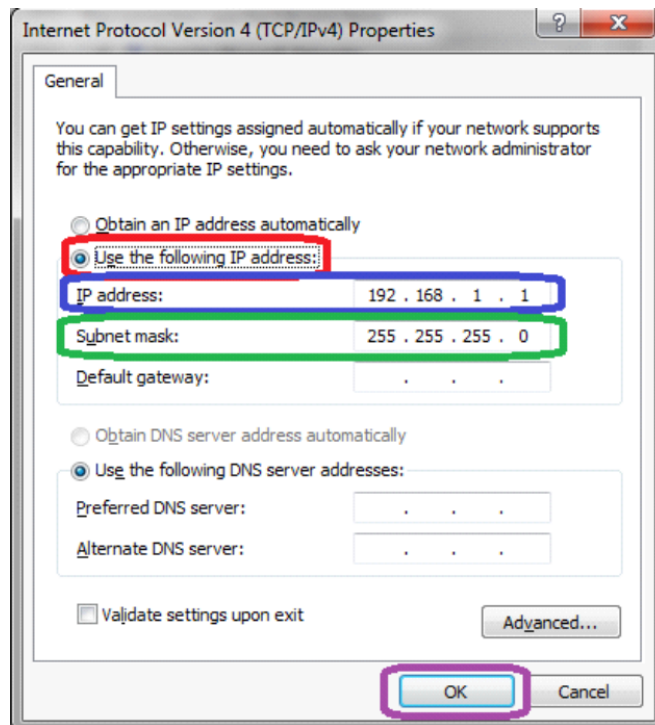 Internet Protocol Version 4 (TCP/IPv4) Properties
? X
General
You can get IP settings assigned automatically if your network supports
this capability. Otherwise, you need to ask your network administrator
for the appropriate IP settings.
Obtain an IP address automatically
Use the following IP address:
IP address: 192 . 168 . 1 . 1
Subnet mask: 255 . 255 . 255 . 0
Default gateway: . . .
Obtain DNS server address automatically
Use the following DNS server addresses:
Preferred DNS server: . . .
Alternate DNS server: . . .
Validate settings upon exit
Advanced...
OK Cancel